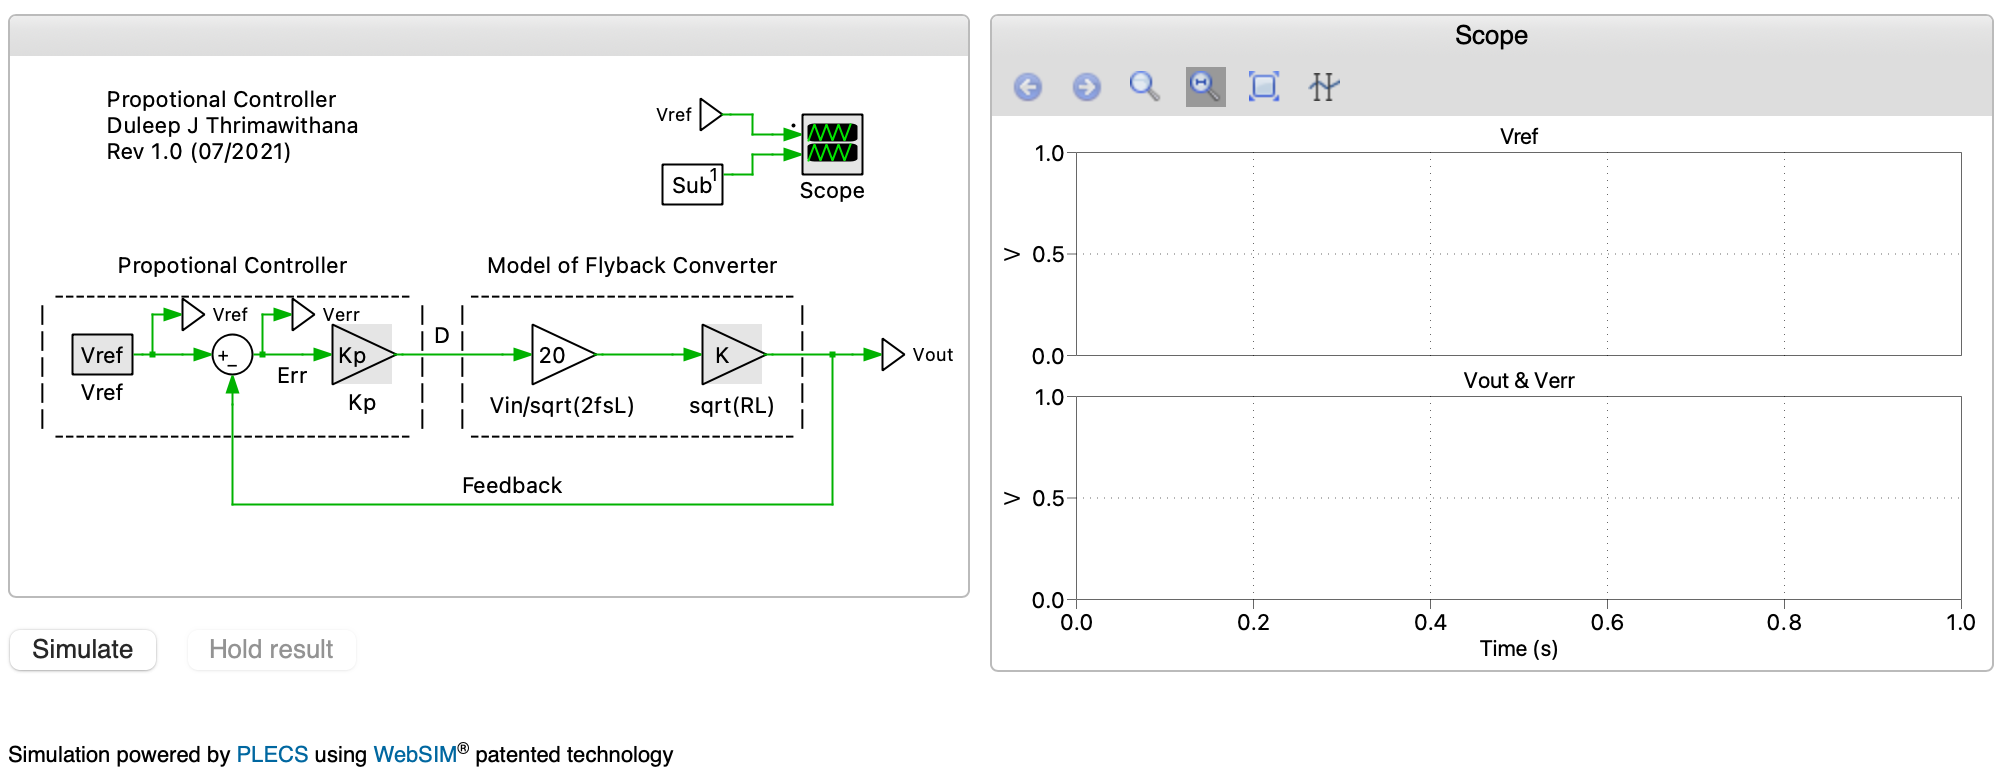 Propotional Controller
Duleep J Thrimawithana
Rev 1.0 (07/2021)
Vref
Sub 1
Scope
Propotional Controller
Model of Flyback Converter
Vref
Verr
Vref
+
−
Kp
D
20
K
Vout
Vref
Err
Kp
Vin/sqrt(2fsL)
sqrt(RL)
Feedback
Simulate
Hold result
Scope
Vref
1.0
V 0.5
0.0
Vout & Verr
1.0
V 0.5
0.0
0.0 0.2 0.4 0.6 0.8 1.0
Time (s)
Simulation powered by PLECS using WebSIM® patented technology